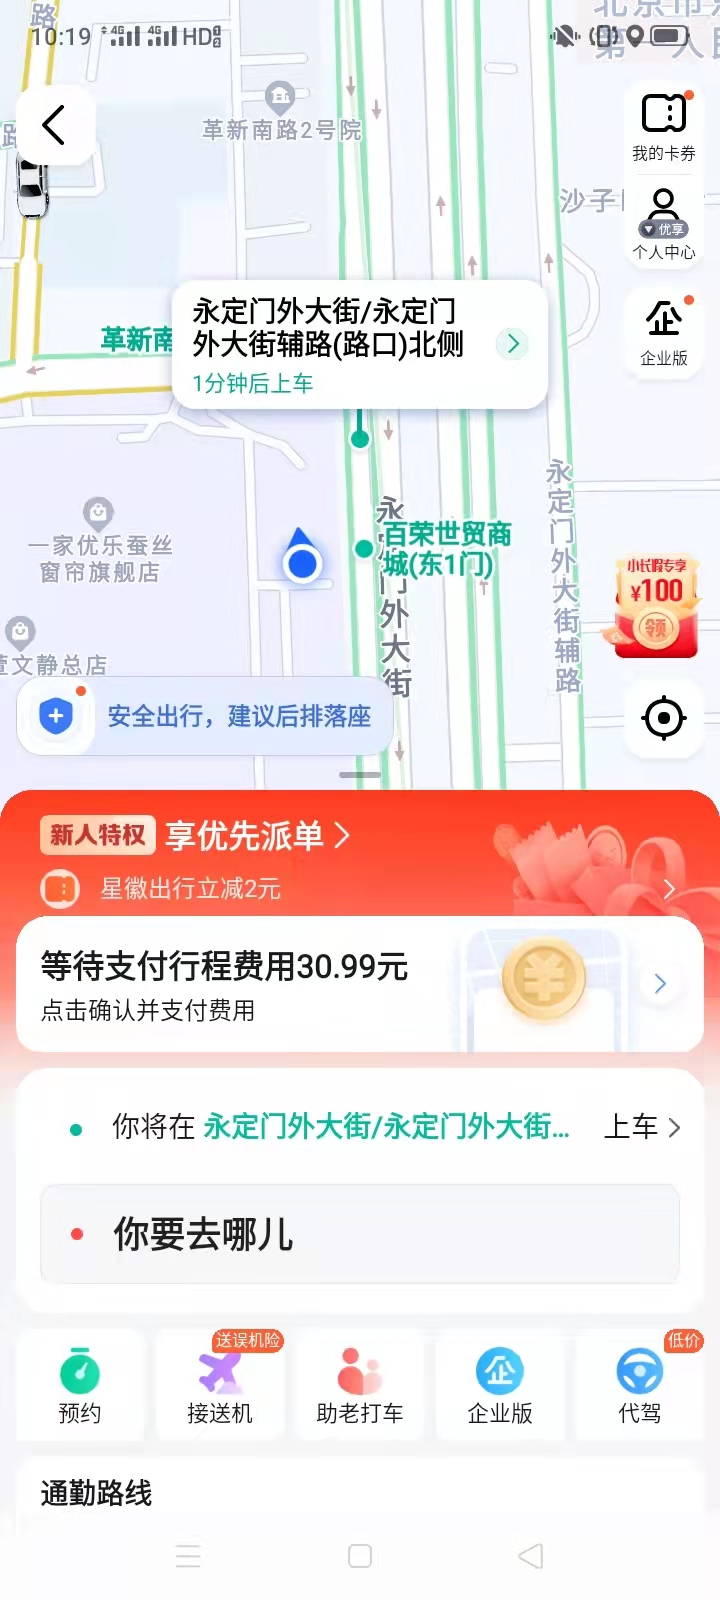 路
北京市
10:19
4G
4G
HD
第 人民
革新南路2号院
我的卡券
沙子
优享
个人中心
永定门外大街/永定门
外大街辅路(路口)北侧
1分钟后上车
革新南
企业版
永定门外大街
永定门外大街辅路
百荣世贸商
城(东1门)
一家优乐蚕丝
窗帘旗舰店
小长假专享
¥100
领
文静总店
安全出行，建议后排落座
新人特权 享优先派单
星徽出行立减2元
等待支付行程费用30.99元
点击确认并支付费用
你将在 永定门外大街/永定门外大街... 上车
你要去哪儿
送误机险
低价
预约
接送机
助老打车
企业版
代驾
通勤路线